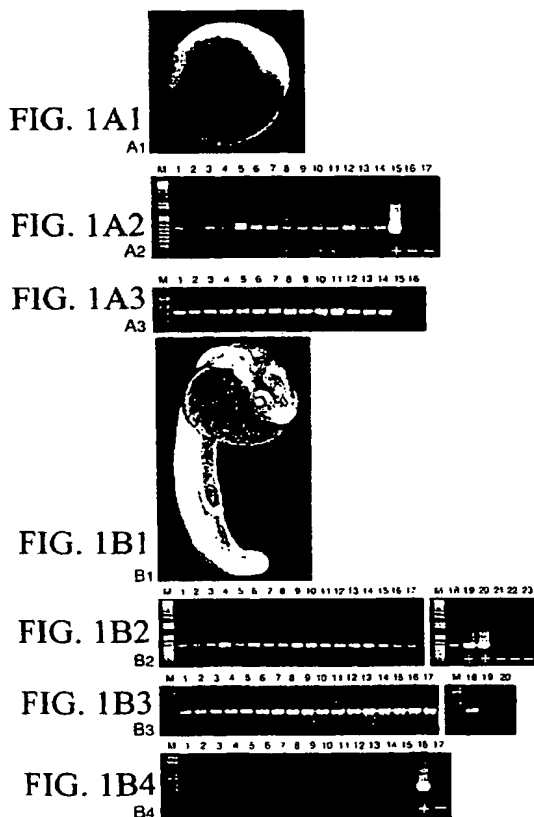 FIG. 1A1
A1
M 1 2 3 4 5 6 7 8 9 10 11 12 13 14 15 16 17
FIG. 1A2
A2
+ - -
M 1 2 3 4 5 6 7 8 9 10 11 12 13 14 15 16
FIG. 1A3
A3
FIG. 1B1
B1
M 1 2 3 4 5 6 7 8 9 10 11 12 13 14 15 16 17 M 18 19 20 21 22 23
FIG. 1B2
B2
+ + - - -
M 1 2 3 4 5 6 7 8 9 10 11 12 13 14 15 16 17 M 18 19 20
FIG. 1B3
B3
M 1 2 3 4 5 6 7 8 9 10 11 12 13 14 15 16 17
FIG. 1B4
B4
+ -